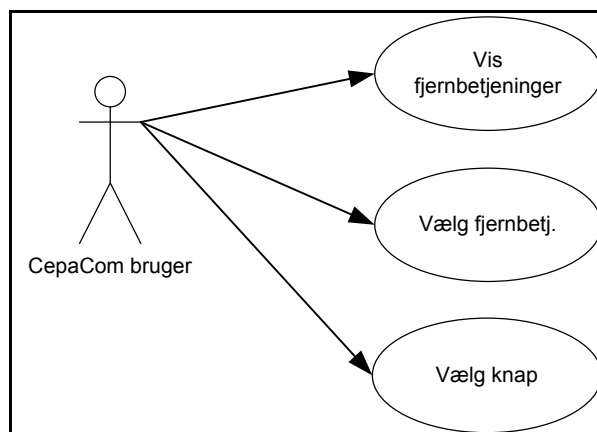 Vis
fjernbetjeninger
Vælg fjernbetj.
CepaCom bruger
Vælg knap